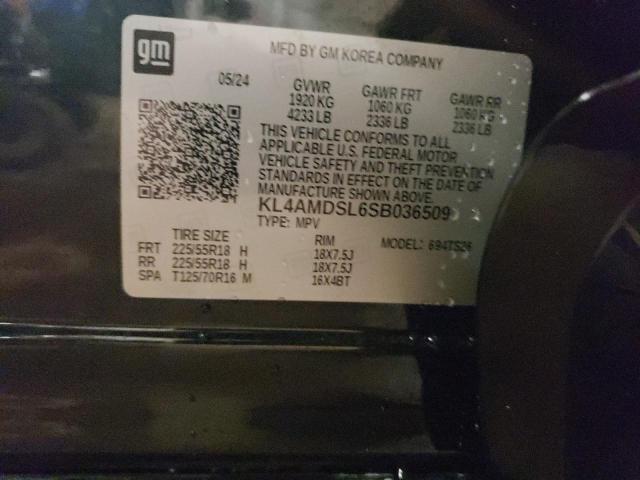 gm
MFD BY GM KOREA COMPANY
05/24 GVWR GAWR FRT GAWR RR
1920 KG 1060 KG 1060 KG
4233 LB 2336 LB 2336 LB
THIS VEHICLE CONFORMS TO ALL
APPLICABLE U.S. FEDERAL MOTOR
VEHICLE SAFETY AND THEFT PREVENTION
STANDARDS IN EFFECT ON THE DATE OF
MANUFACTURE SHOWN ABOVE.
KL4AMDSL6SB036509
TYPE: MPV
TIRE SIZE RIM MODEL: 694TS26
FRT 225/55R18 H 18X7.5J
RR 225/55R18 H 18X7.5J
SPA T125/70R16 M 16X4BT